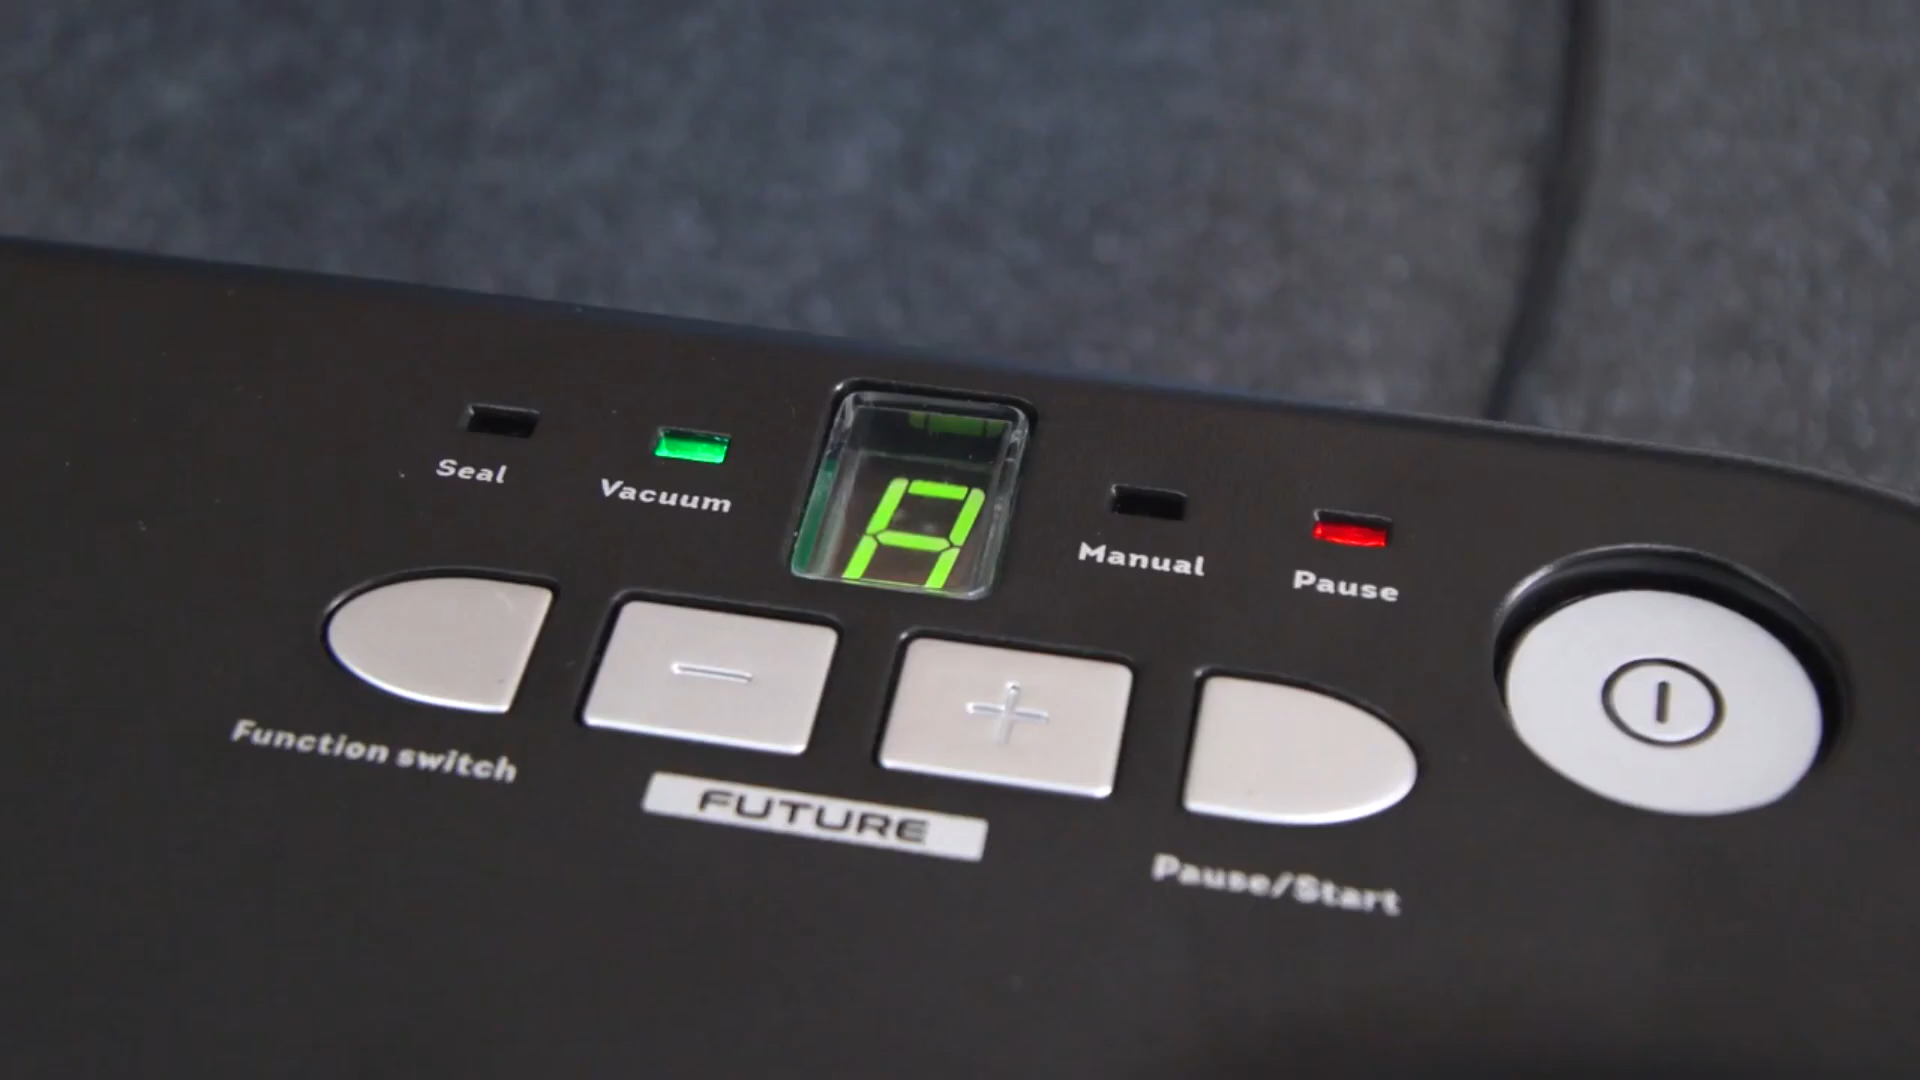 Seal
Vacuum
A
Manual
Pause
Function switch
FUTURE
Pause/Start